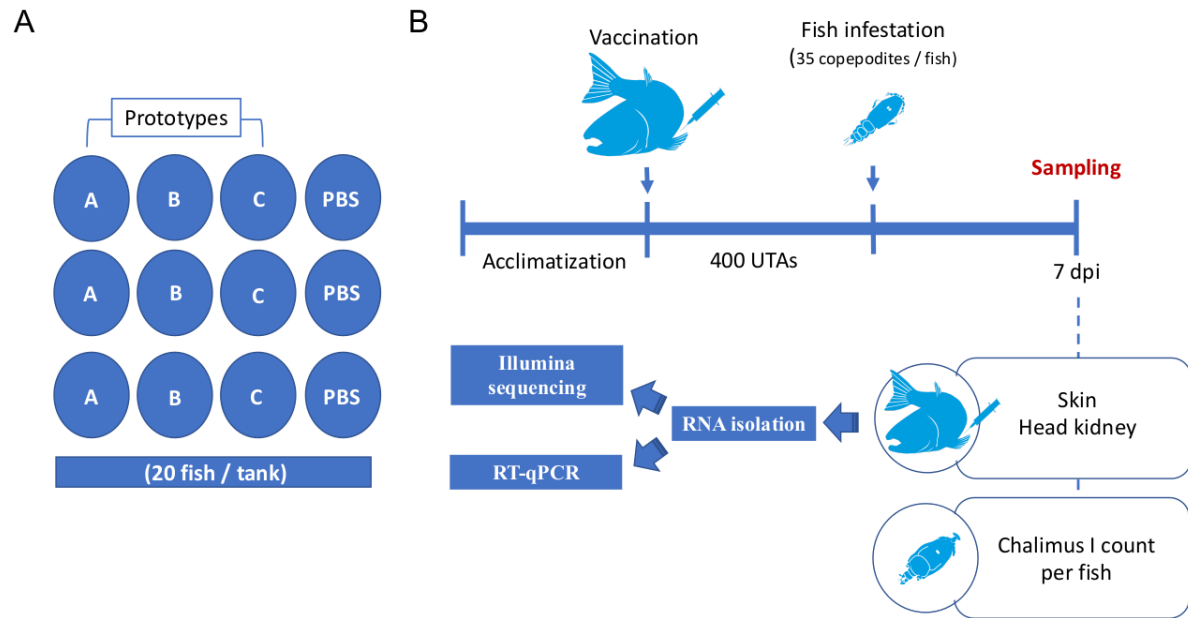 A
Prototypes
A B C PBS
A B C PBS
A B C PBS
(20 fish / tank)
B
Vaccination
Fish infestation
(35 copepodites / fish)
Sampling
Acclimatization
400 UTAs
7 dpi
Illumina
sequencing
RNA isolation
RT-qPCR
Skin
Head kidney
Chalimus I count
per fish